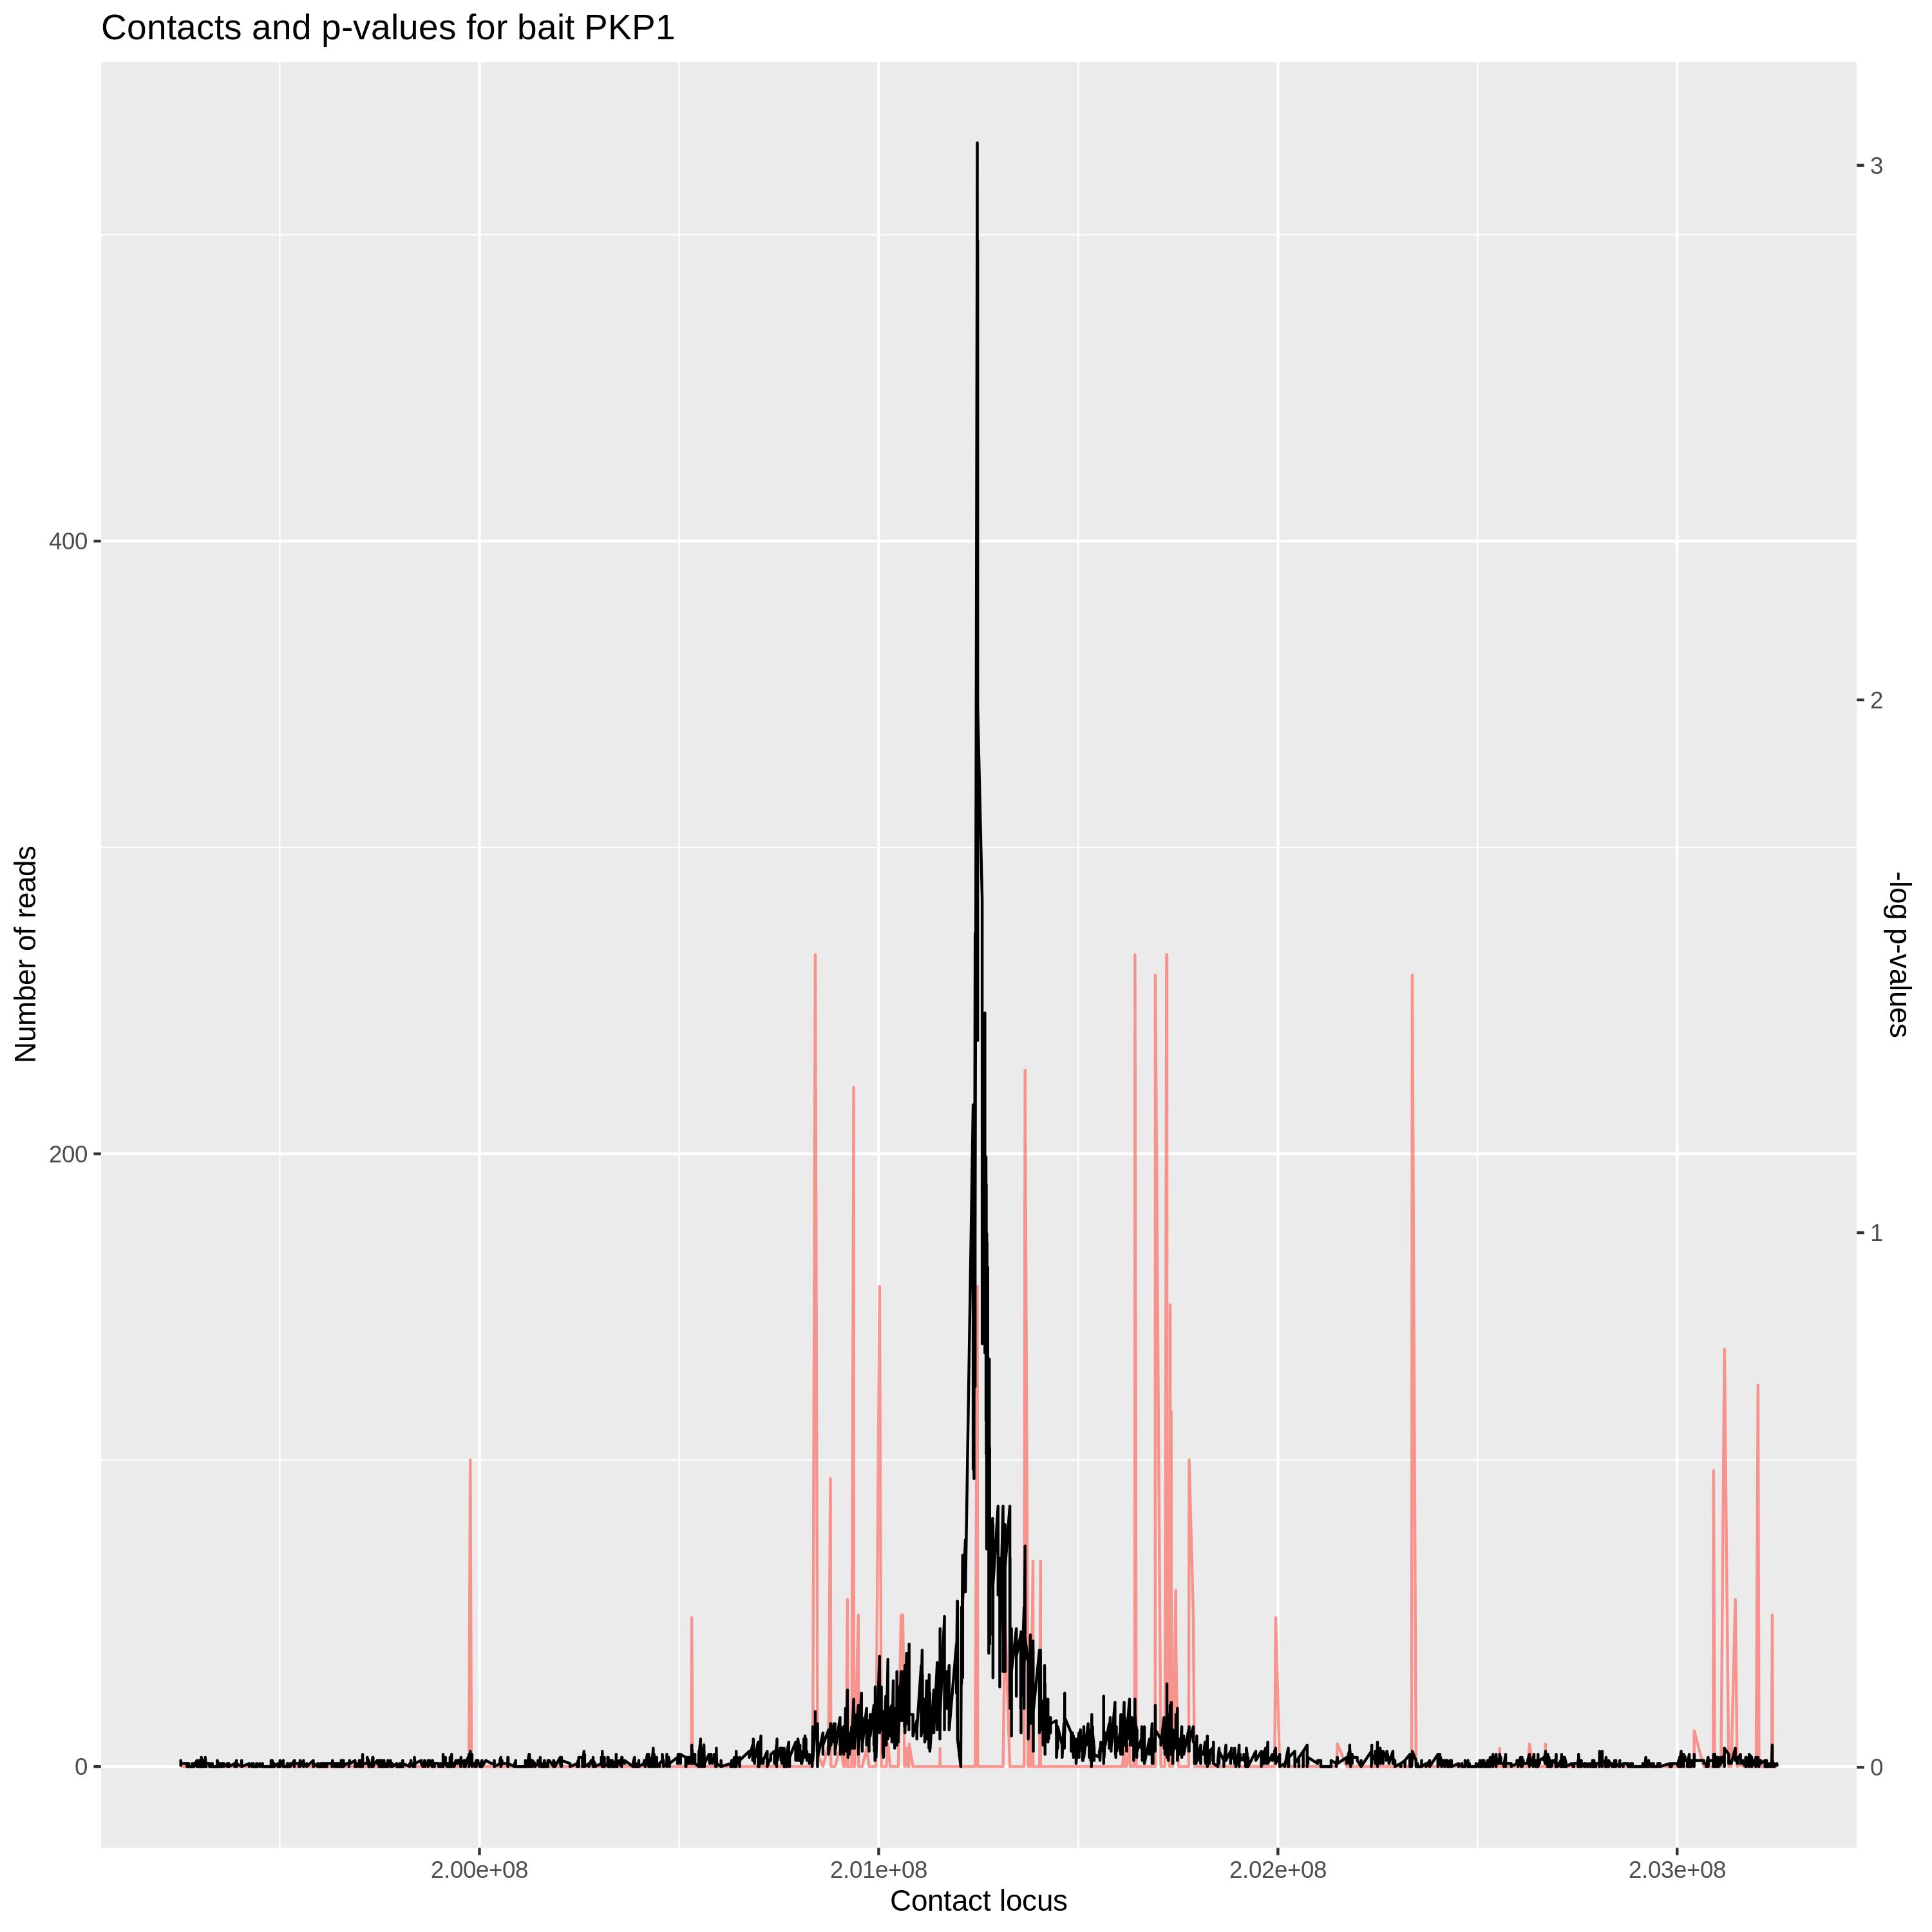 Contacts and p-values for bait PKP1
3
400
2
Number of reads
-log p-values
200
1
0
0
2.00e+08
2.01e+08
2.02e+08
2.03e+08
Contact locus